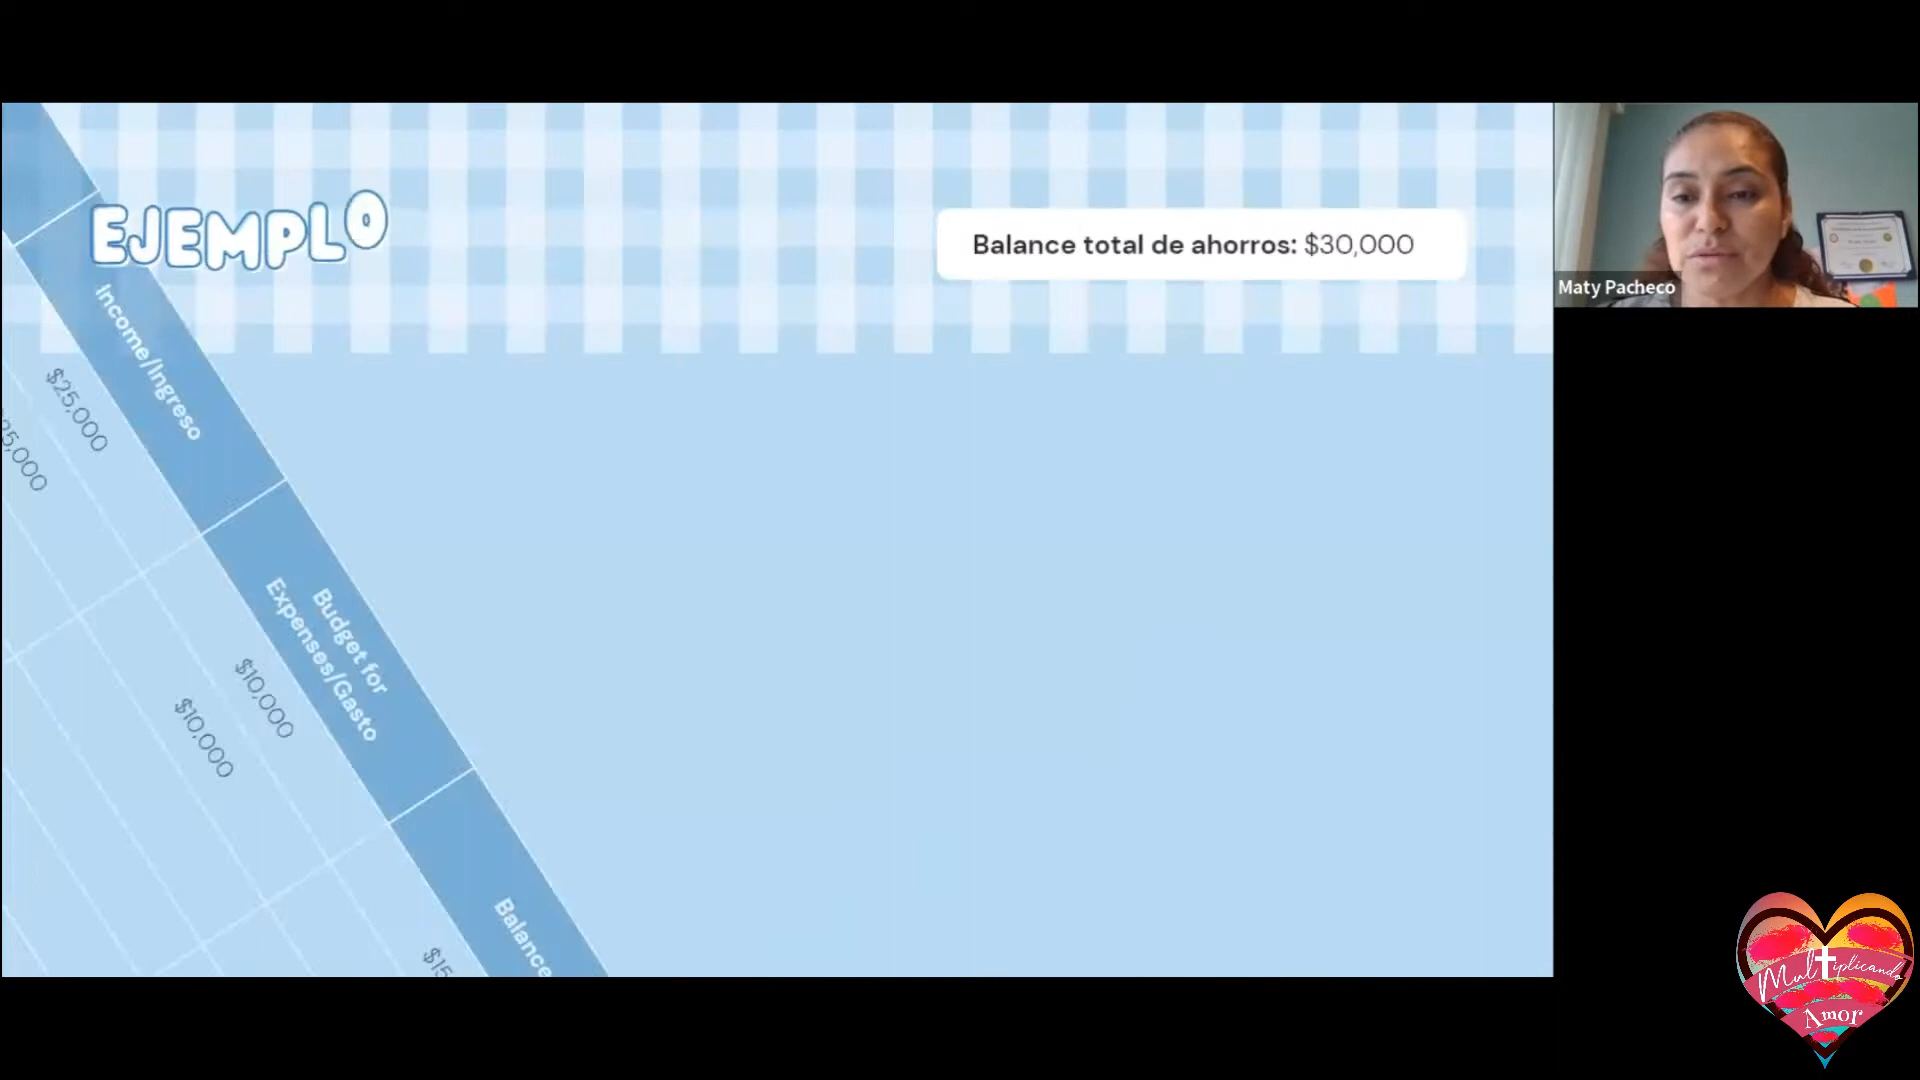 EJEMPLO
Balance total de ahorros: $30,000
Maty Pacheco
Income/Ingreso
$25,000
Budget for
Expenses/Gasto
$10,000
$10,000
Balance
Multiplicando
Amor